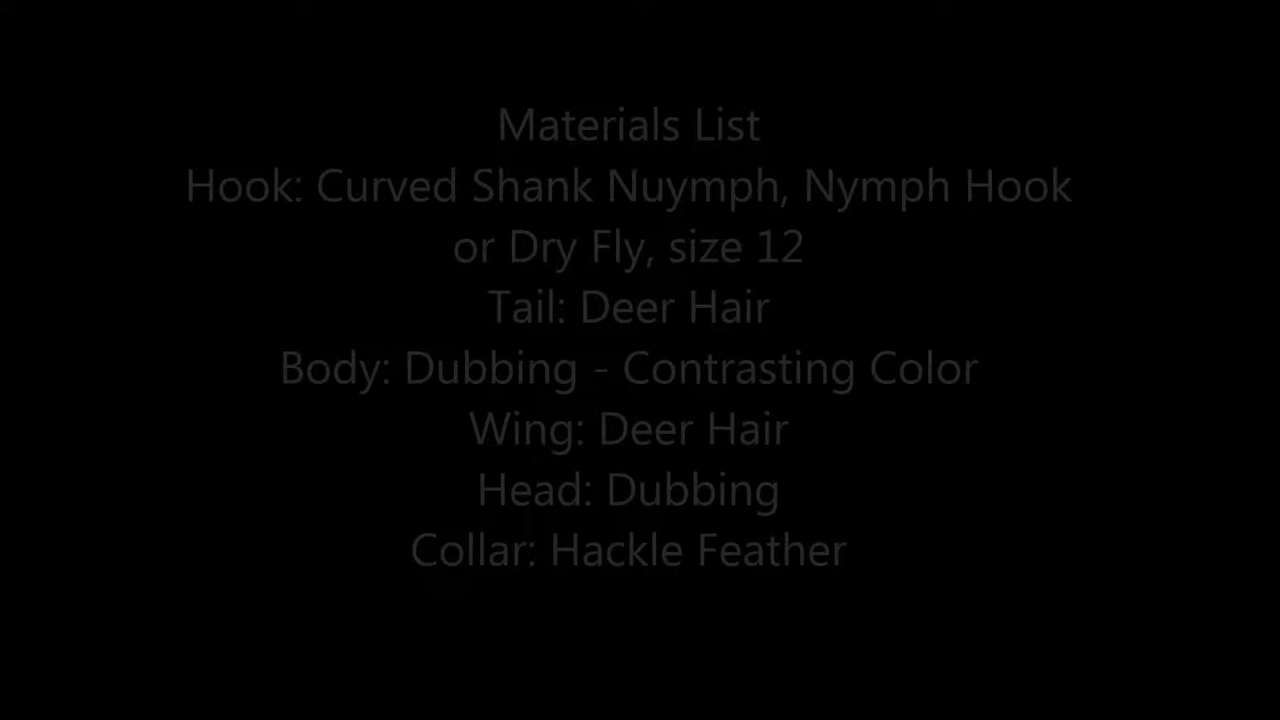 Materials List
Hook: Curved Shank Nuymph, Nymph Hook
or Dry Fly, size 12
Tail: Deer Hair
Body: Dubbing - Contrasting Color
Wing: Deer Hair
Head: Dubbing
Collar: Hackle Feather